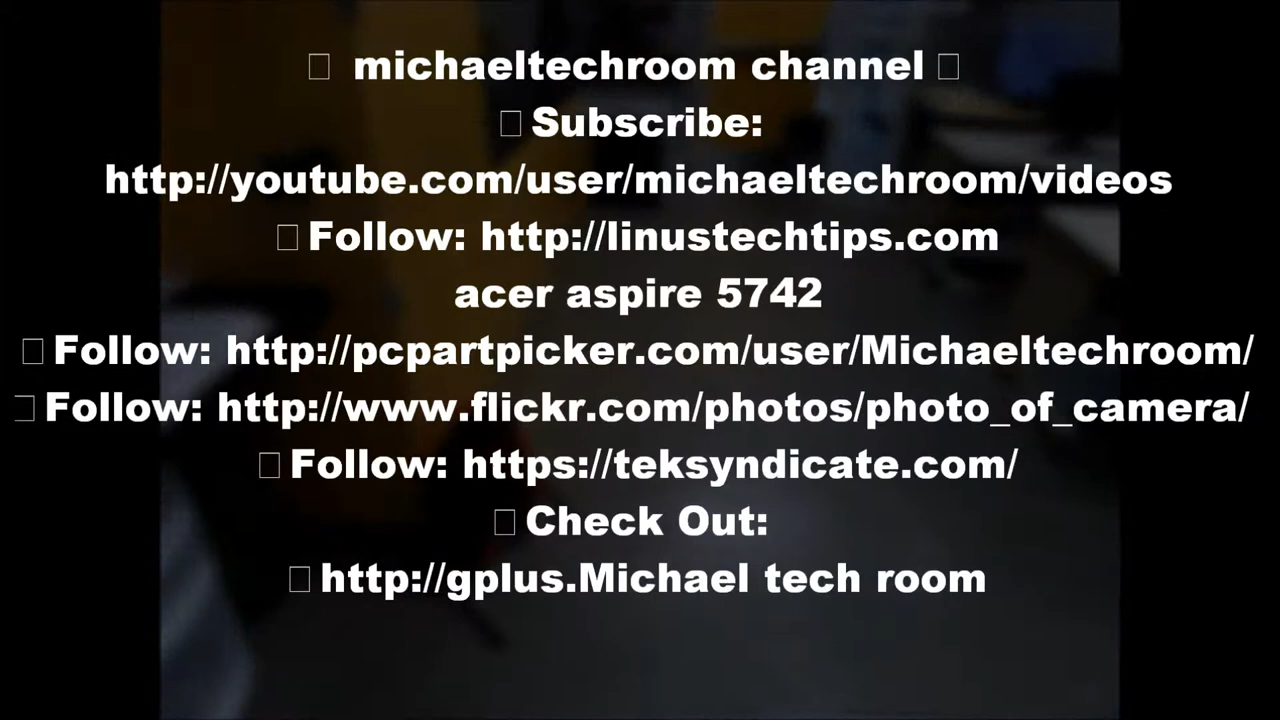 □ michaeltechroom channel □
□ Subscribe:
http://youtube.com/user/michaeltechroom/videos
□ Follow: http://linustechtips.com
acer aspire 5742
□ Follow: http://pcpartpicker.com/user/Michaeltechroom/
□ Follow: http://www.flickr.com/photos/photo_of_camera/
□ Follow: https://teksyndicate.com/
□ Check Out:
□ http://gplus.Michael tech room